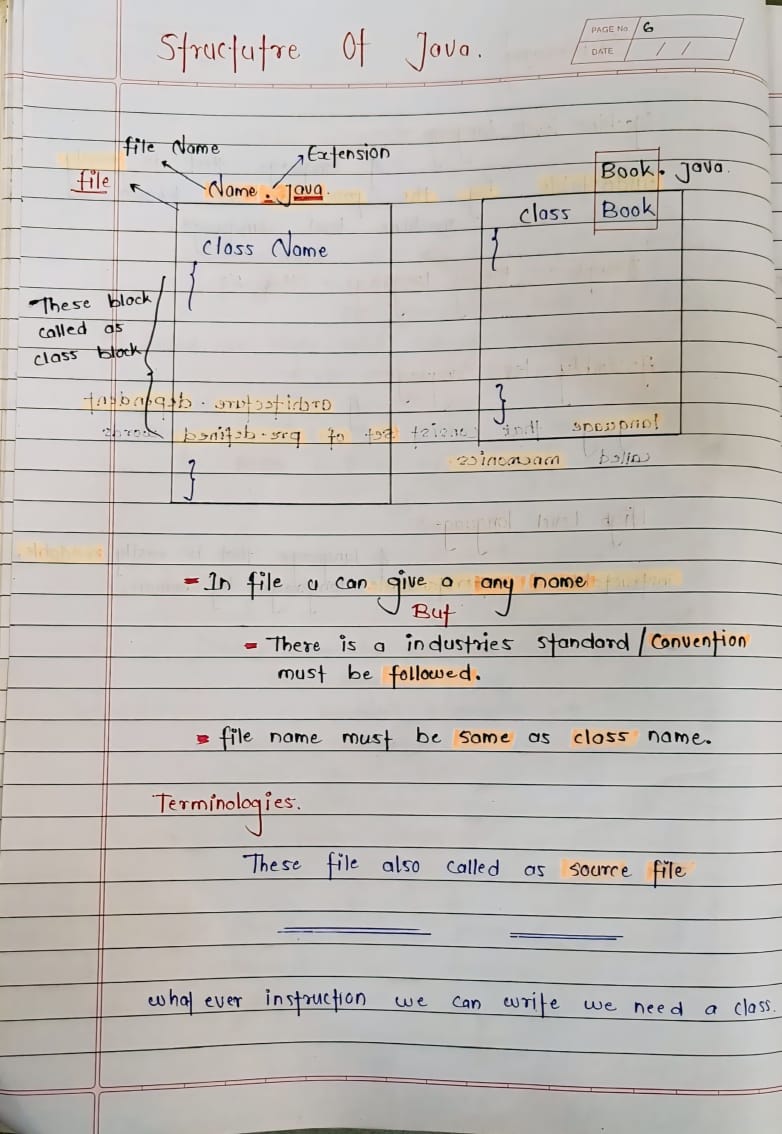 PAGE No. 6
DATE / /
Structutre Of Java.
file Name
Extension
file
Name . java.
Book . java.
class Name
{
class Book
{
These block
called as
class block
}
}
= In file u can give a any name
But
= There is a industries standard / Convention
must be followed.
= file name must be same as class name.
Terminologies.
These file also called as source file
what ever instruction we can write we need a class.